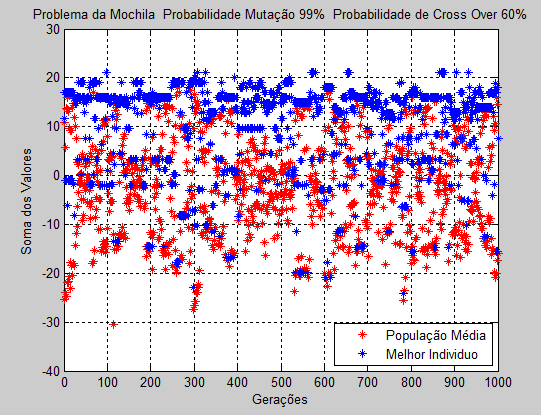 Problema da Mochila  Probabilidade Mutação 99%  Probabilidade de Cross Over 60%
30
20
10
0
-10
-20
-30
-40
Soma dos Valores
População Média
Melhor Individuo
0 100 200 300 400 500 600 700 800 900 1000
Gerações